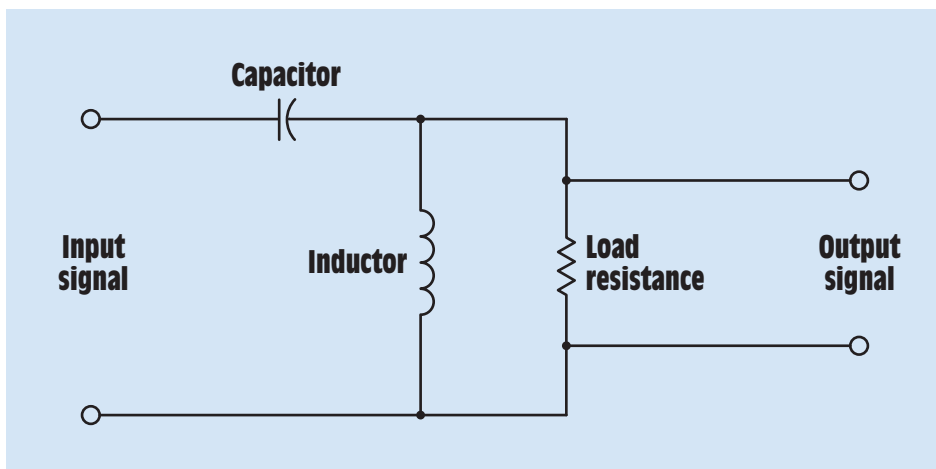 Capacitor
Input
signal
Inductor
Load
resistance
Output
signal